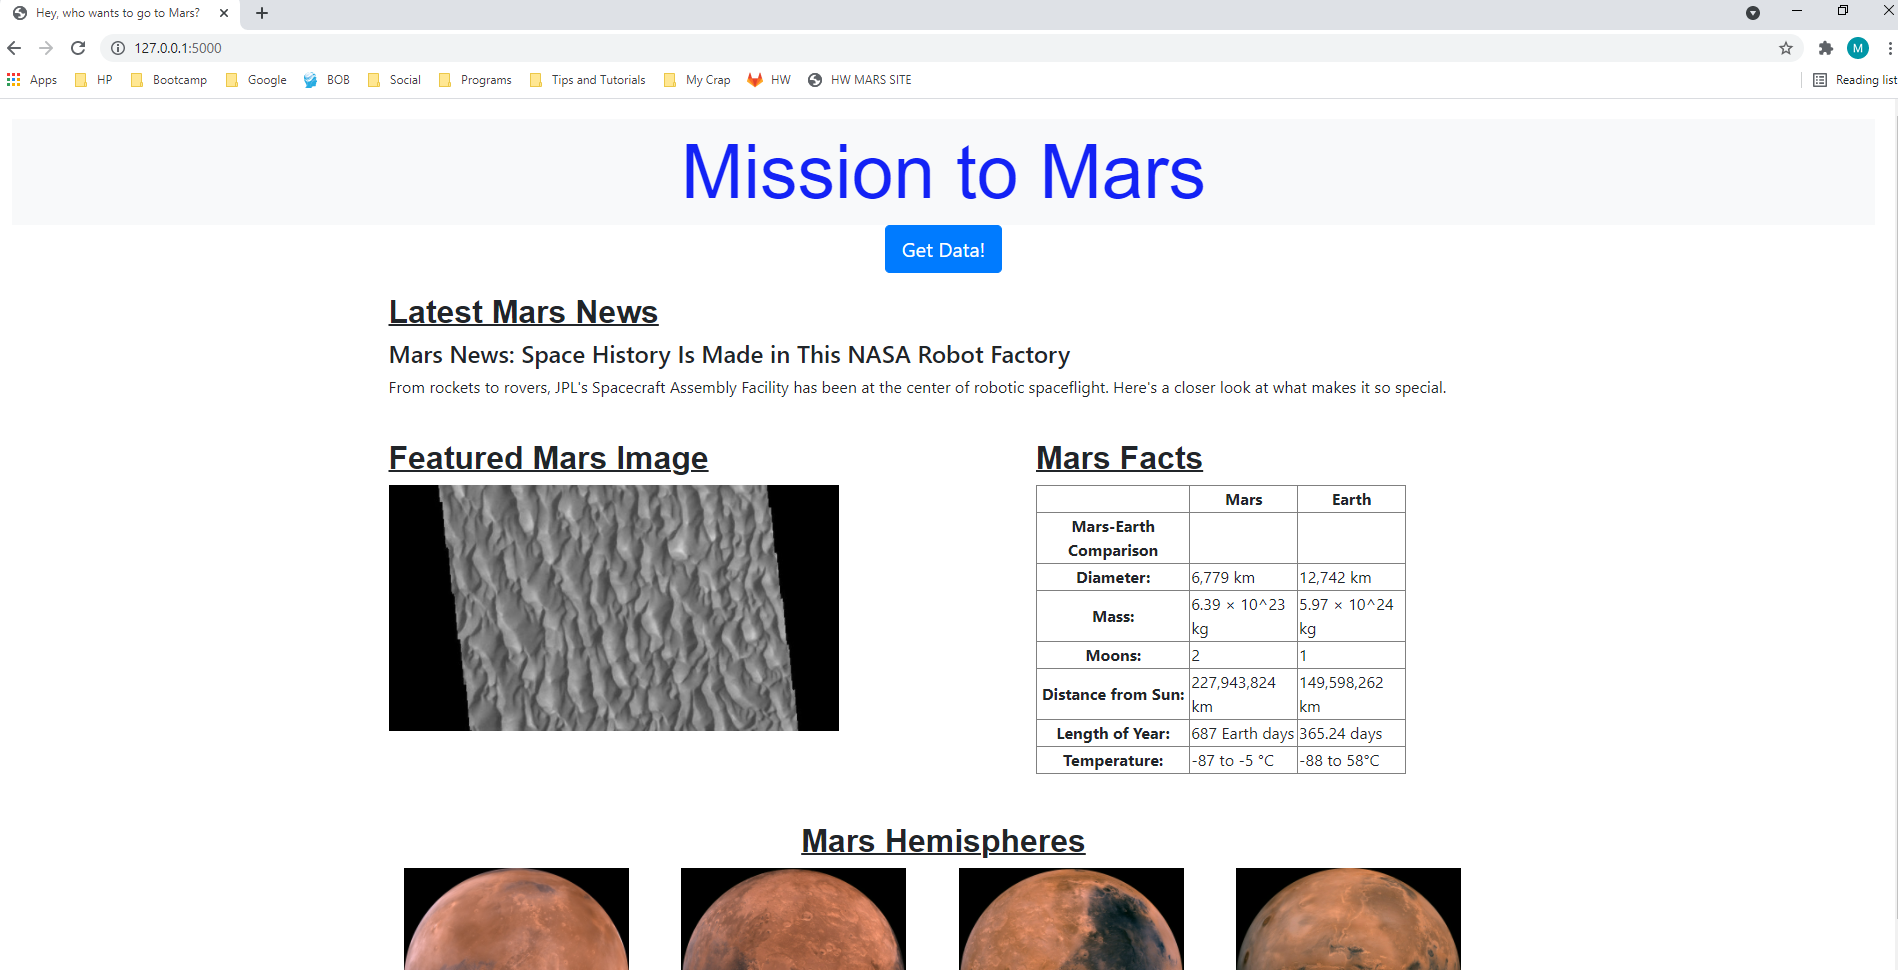 Hey, who wants to go to Mars?
127.0.0.1:5000
M
Apps HP Bootcamp Google BOB Social Programs Tips and Tutorials My Crap HW HW MARS SITE Reading list
Mission to Mars
Get Data!
Latest Mars News
Mars News: Space History Is Made in This NASA Robot Factory
From rockets to rovers, JPL's Spacecraft Assembly Facility has been at the center of robotic spaceflight. Here's a closer look at what makes it so special.
Featured Mars Image
Mars Facts
Mars Earth
Mars-Earth
Comparison
Diameter: 6,779 km 12,742 km
Mass: 6.39 × 10^23 kg 5.97 × 10^24 kg
Moons: 2 1
Distance from Sun: 227,943,824 km 149,598,262 km
Length of Year: 687 Earth days 365.24 days
Temperature: -87 to -5 °C -88 to 58°C
Mars Hemispheres